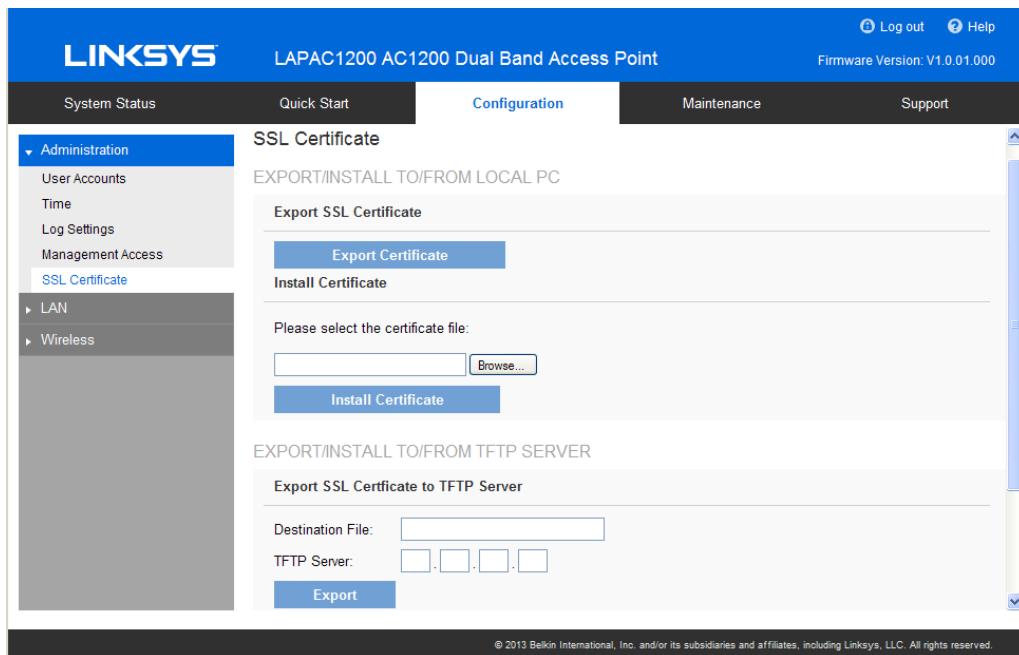 Log out Help
LINKSYS LAPAC1200 AC1200 Dual Band Access Point Firmware Version: V1.0.01.000
System Status Quick Start Configuration Maintenance Support
Administration
User Accounts
Time
Log Settings
Management Access
SSL Certificate
LAN
Wireless
SSL Certificate
EXPORT/INSTALL TO/FROM LOCAL PC
Export SSL Certificate
Export Certificate
Install Certificate
Please select the certificate file:
Browse...
Install Certificate
EXPORT/INSTALL TO/FROM TFTP SERVER
Export SSL Certficate to TFTP Server
Destination File:
TFTP Server: . . .
Export
© 2013 Belkin International, Inc. and/or its subsidiaries and affiliates, including Linksys, LLC. All rights reserved.